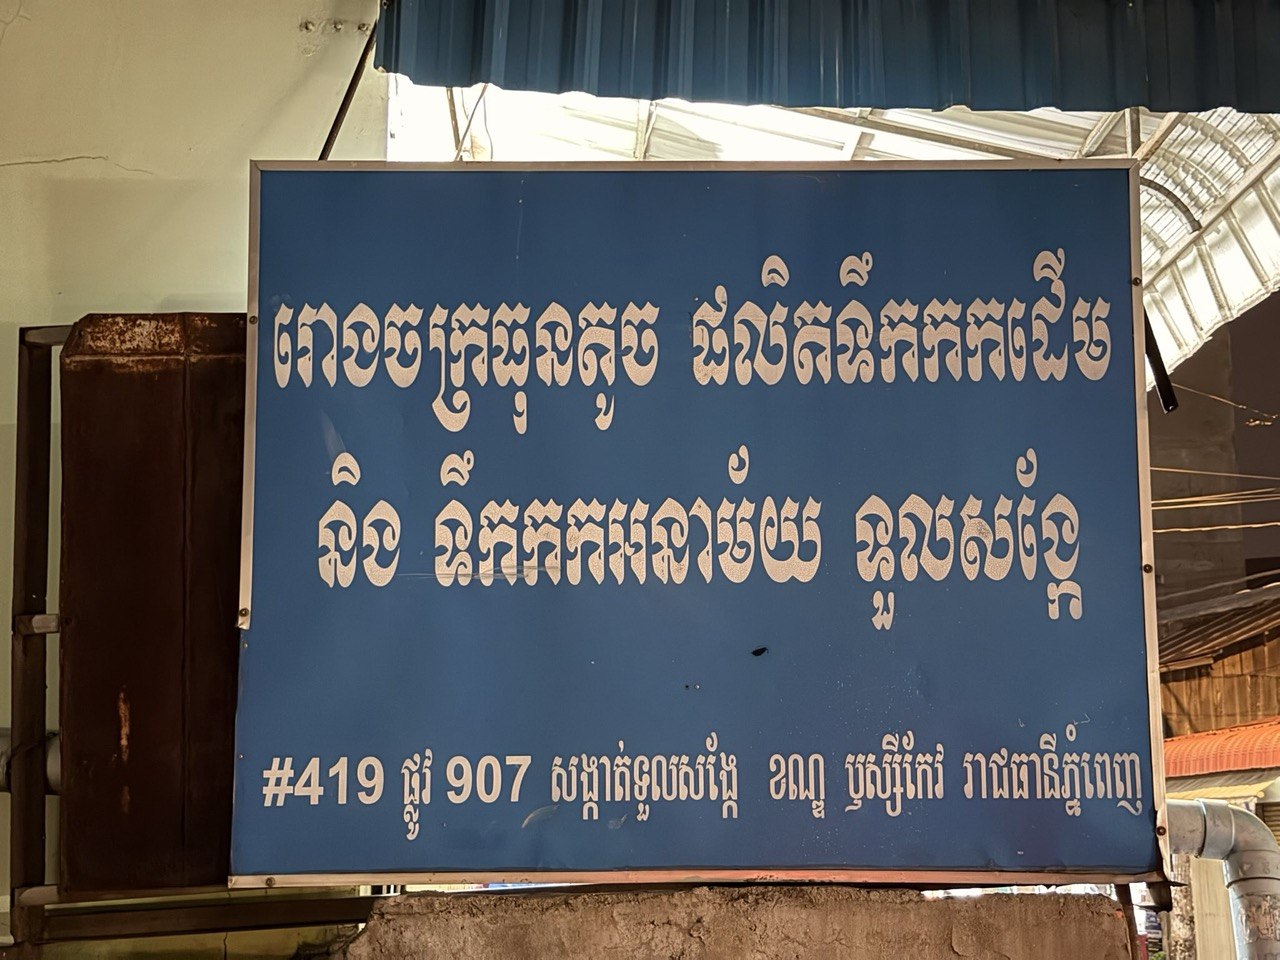 រោងចក្រធុនតូច ផលិតទឹកកកដើម
និង ទឹកកកអនាម័យ ទួលសង្កែ
#419 ផ្លូវ 907 សង្កាត់ទួលសង្កែ ខណ្ឌ ឫស្សីកែវ រាជធានីភ្នំពេញ